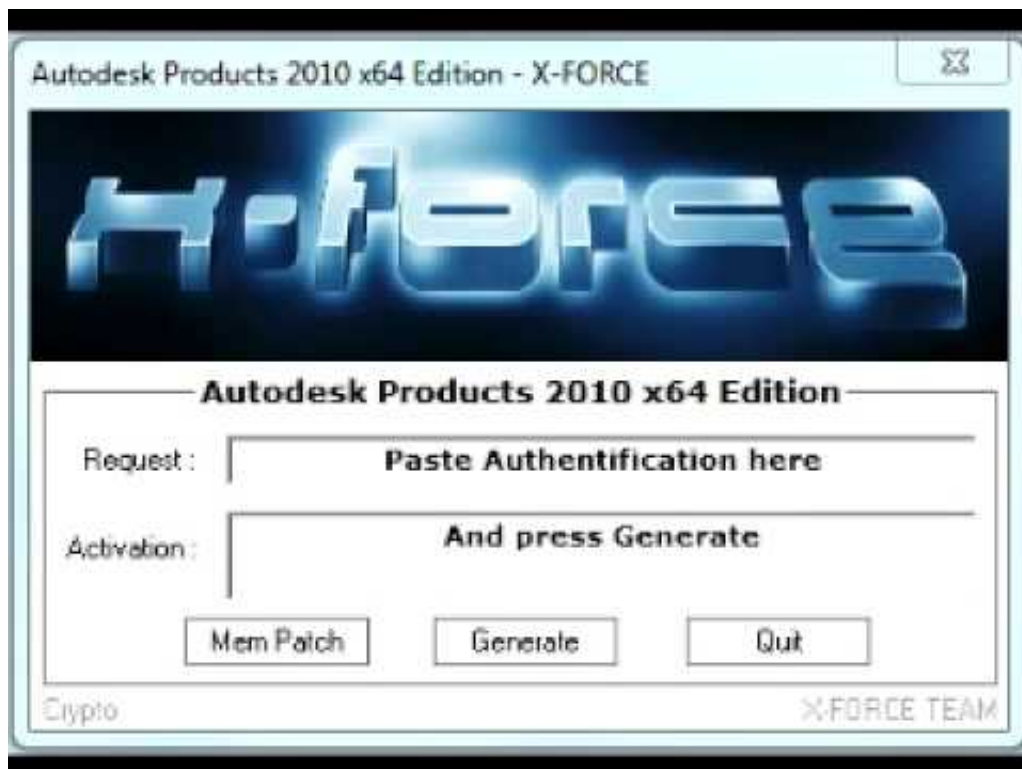 Autodesk Products 2010 x64 Edition - X-FORCE
x-force
Autodesk Products 2010 x64 Edition
Request :
Paste Authentification here
Activation :
And press Generate
Mem Patch
Generate
Quit
Crypto
X-FORCE TEAM